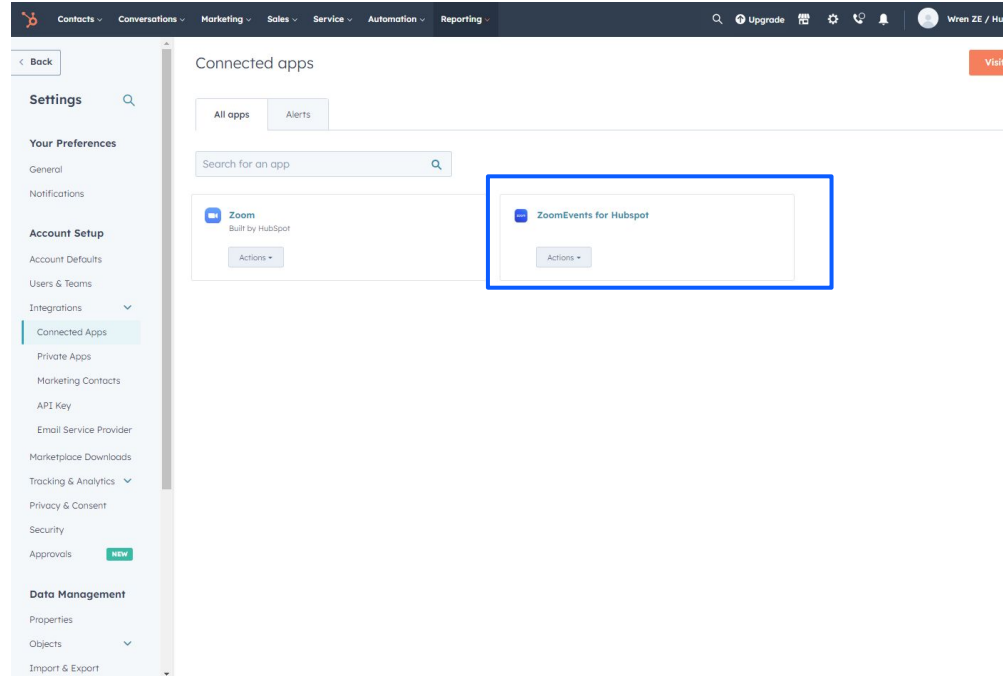 Contacts Conversations Marketing Sales Service Automation Reporting Upgrade Wren ZE / Hu
Back
Connected apps
Visit
Settings
All apps Alerts
Your Preferences
Search for an app
General
Notifications
Zoom
Built by HubSpot
Actions
ZoomEvents for Hubspot
Actions
Account Setup
Account Defaults
Users & Teams
Integrations
Connected Apps
Private Apps
Marketing Contacts
API Key
Email Service Provider
Marketplace Downloads
Tracking & Analytics
Privacy & Consent
Security
Approvals NEW
Data Management
Properties
Objects
Import & Export